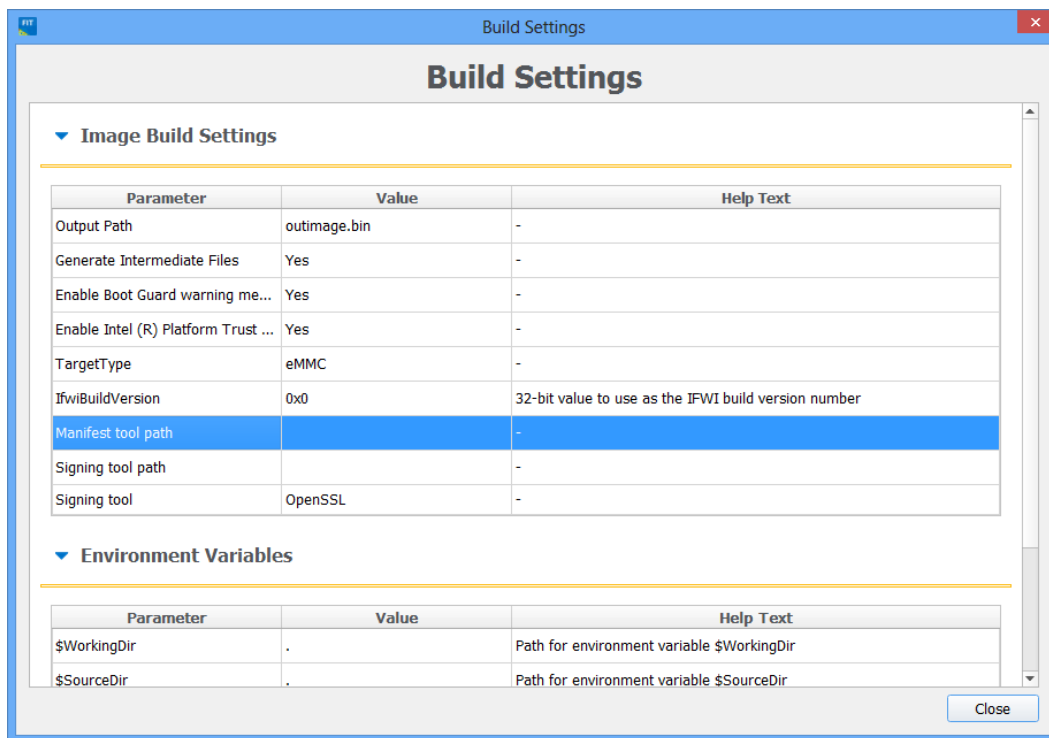 FIT
Build Settings
Build Settings
Image Build Settings
Parameter Value Help Text
Output Path outimage.bin -
Generate Intermediate Files Yes -
Enable Boot Guard warning me... Yes -
Enable Intel (R) Platform Trust ... Yes -
TargetType eMMC -
IfwiBuildVersion 0x0 32-bit value to use as the IFWI build version number
Manifest tool path -
Signing tool path -
Signing tool OpenSSL -
Environment Variables
Parameter Value Help Text
$WorkingDir . Path for environment variable $WorkingDir
$SourceDir . Path for environment variable $SourceDir
Close